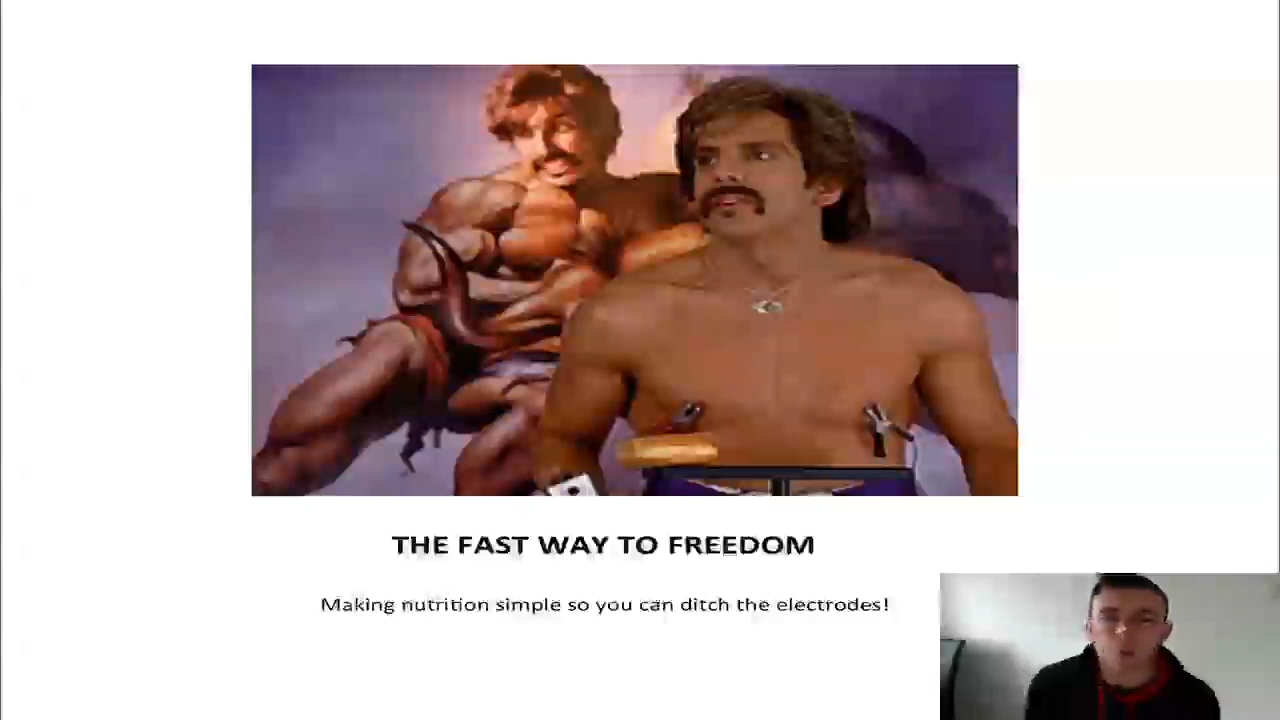 THE FAST WAY TO FREEDOM
Making nutrition simple so you can ditch the electrodes!